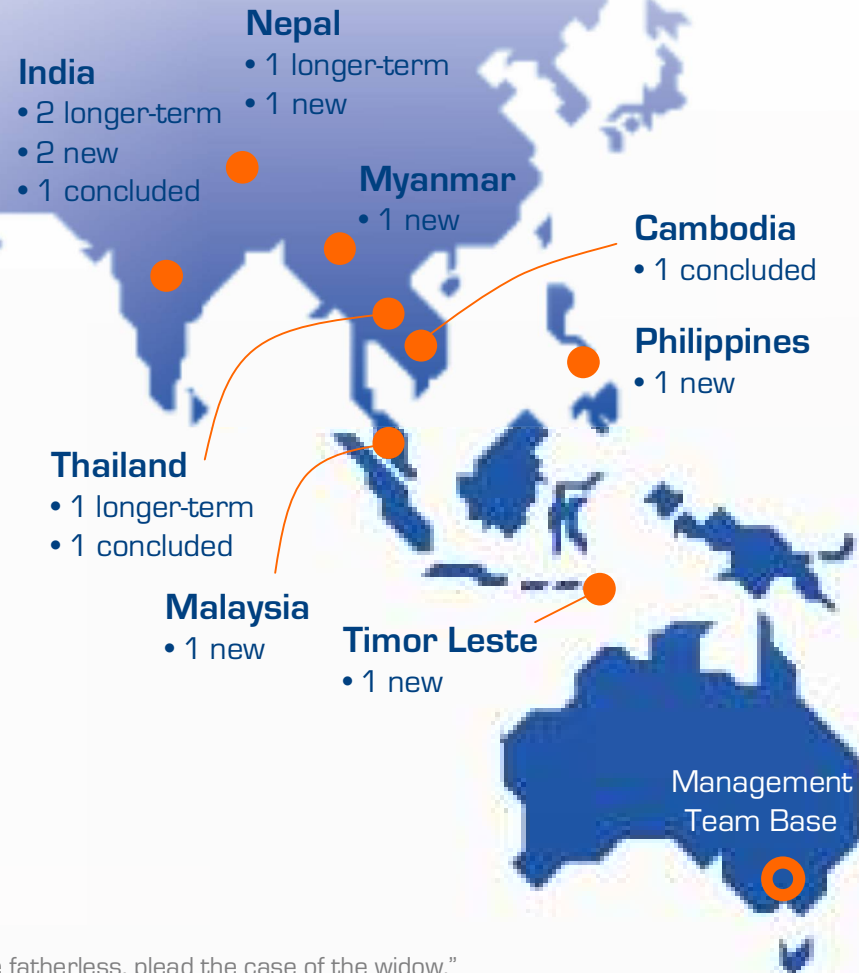 Nepal
• 1 longer-term
• 1 new
India
• 2 longer-term
• 2 new
• 1 concluded
Myanmar
• 1 new
Cambodia
• 1 concluded
Philippines
• 1 new
Thailand
• 1 longer-term
• 1 concluded
Malaysia
• 1 new
Timor Leste
• 1 new
Management
Team Base
fatherless, plead the case of the widow.”